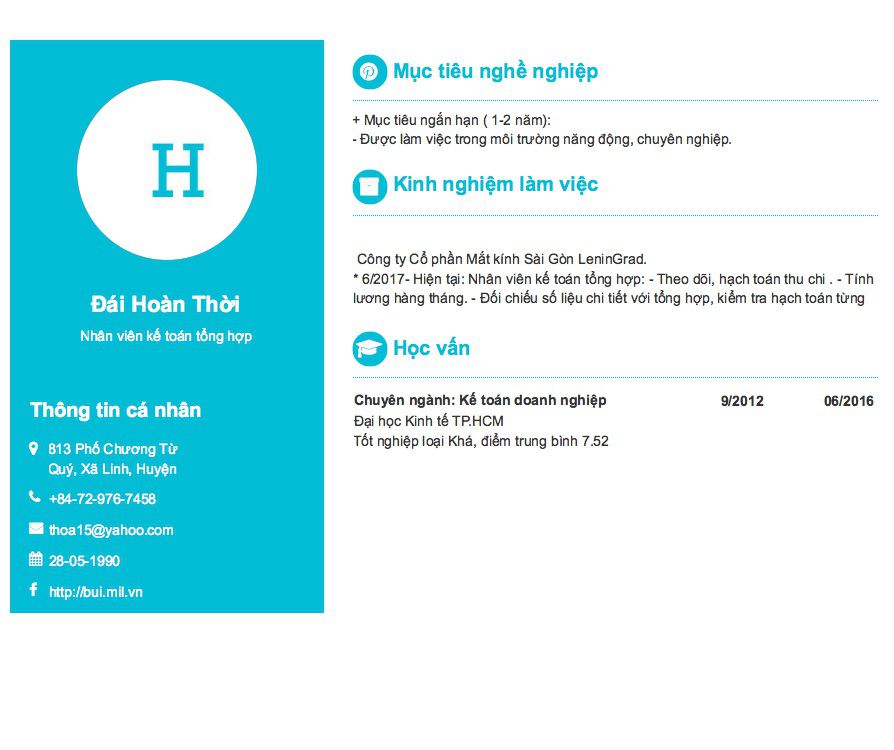 H
Đái Hoàn Thời
Nhân viên kế toán tổng hợp
Thông tin cá nhân
813 Phố Chương Từ
Quý, Xã Linh, Huyện
+84-72-976-7458
thoa15@yahoo.com
28-05-1990
http://bui.mil.vn
Mục tiêu nghề nghiệp
+ Mục tiêu ngắn hạn ( 1-2 năm):
- Được làm việc trong môi trường năng động, chuyên nghiệp.
Kinh nghiệm làm việc
Công ty Cổ phần Mắt kính Sài Gòn LeninGrad.
* 6/2017- Hiện tại: Nhân viên kế toán tổng hợp: - Theo dõi, hạch toán thu chi . - Tính
lương hàng tháng. - Đối chiếu số liệu chi tiết với tổng hợp, kiểm tra hạch toán từng
Học vấn
Chuyên ngành: Kế toán doanh nghiệp 9/2012 06/2016
Đại học Kinh tế TP.HCM
Tốt nghiệp loại Khá, điểm trung bình 7.52